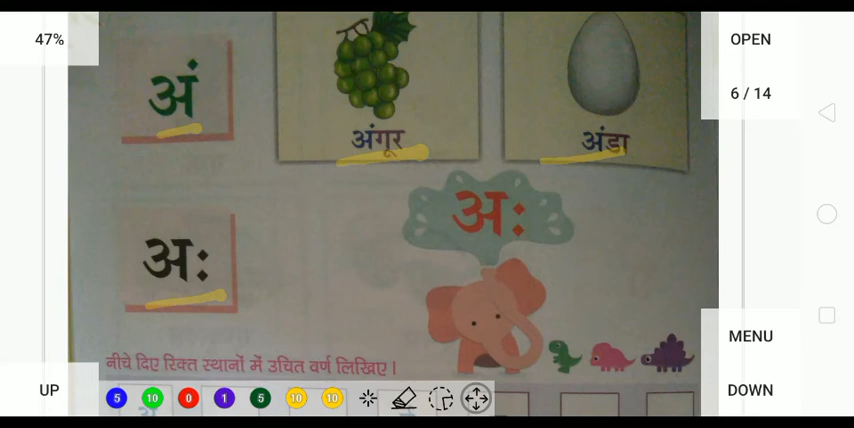 47%
OPEN
6 / 14
अं
अंगूर
अंडा
अः
अः
नीचे दिए रिक्त स्थानों में उचित वर्ण लिखिए।
MENU
UP
5 10 0 1 5 10 10
DOWN